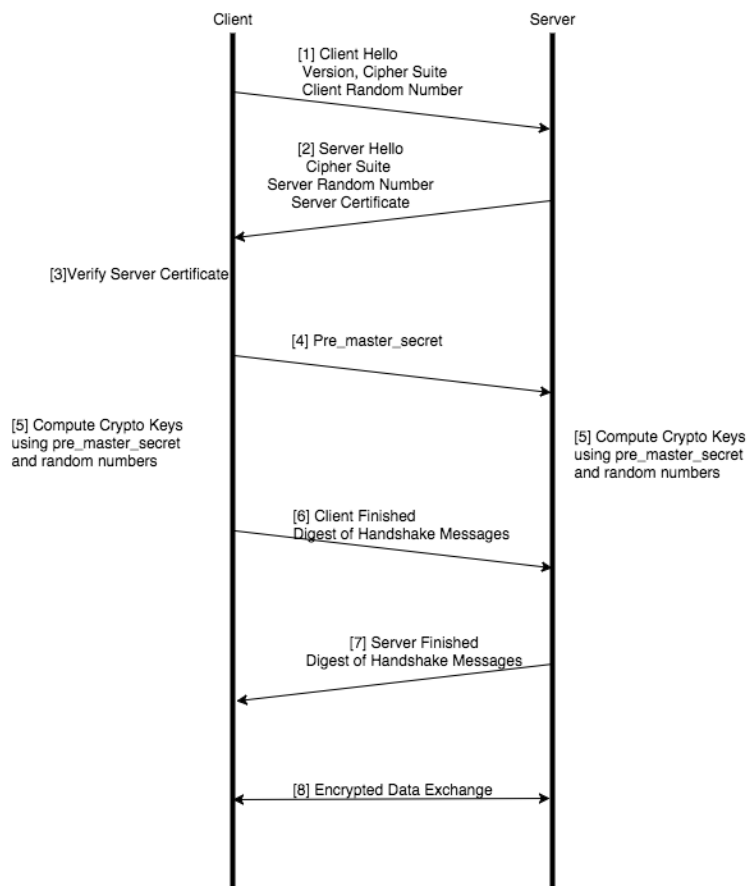 Client
Server
[1] Client Hello
Version, Cipher Suite
Client Random Number
[2] Server Hello
Cipher Suite
Server Random Number
Server Certificate
[3]Verify Server Certificate
[4] Pre_master_secret
[5] Compute Crypto Keys
using pre_master_secret
and random numbers
[5] Compute Crypto Keys
using pre_master_secret
and random numbers
[6] Client Finished
Digest of Handshake Messages
[7] Server Finished
Digest of Handshake Messages
[8] Encrypted Data Exchange